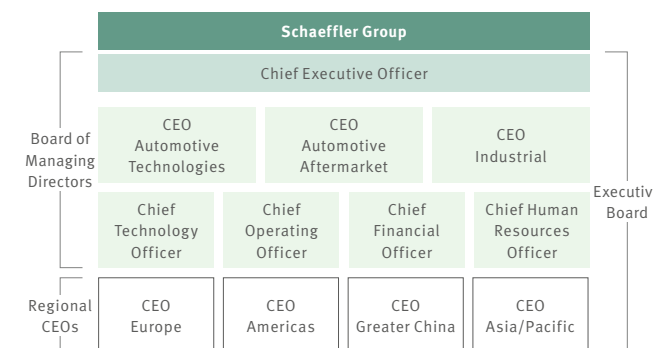 Schaeffler Group
Chief Executive Officer
Board of
Managing
Directors
CEO
Automotive
Technologies
CEO
Automotive
Aftermarket
CEO
Industrial
Chief
Technology
Officer
Chief
Operating
Officer
Chief
Financial
Officer
Chief Human
Resources
Officer
Executiv
Board
Regional
CEOs
CEO
Europe
CEO
Americas
CEO
Greater China
CEO
Asia/Pacific